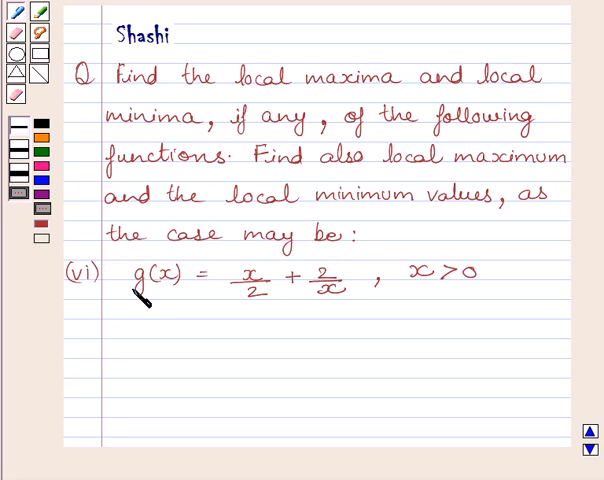 Shashi
Q Find the local maxima and local
minima, if any, of the following
functions. Find also local maximum
and the local minimum values, as
the case may be:
(vi) g(x) = x/2 + 2/x , x > 0